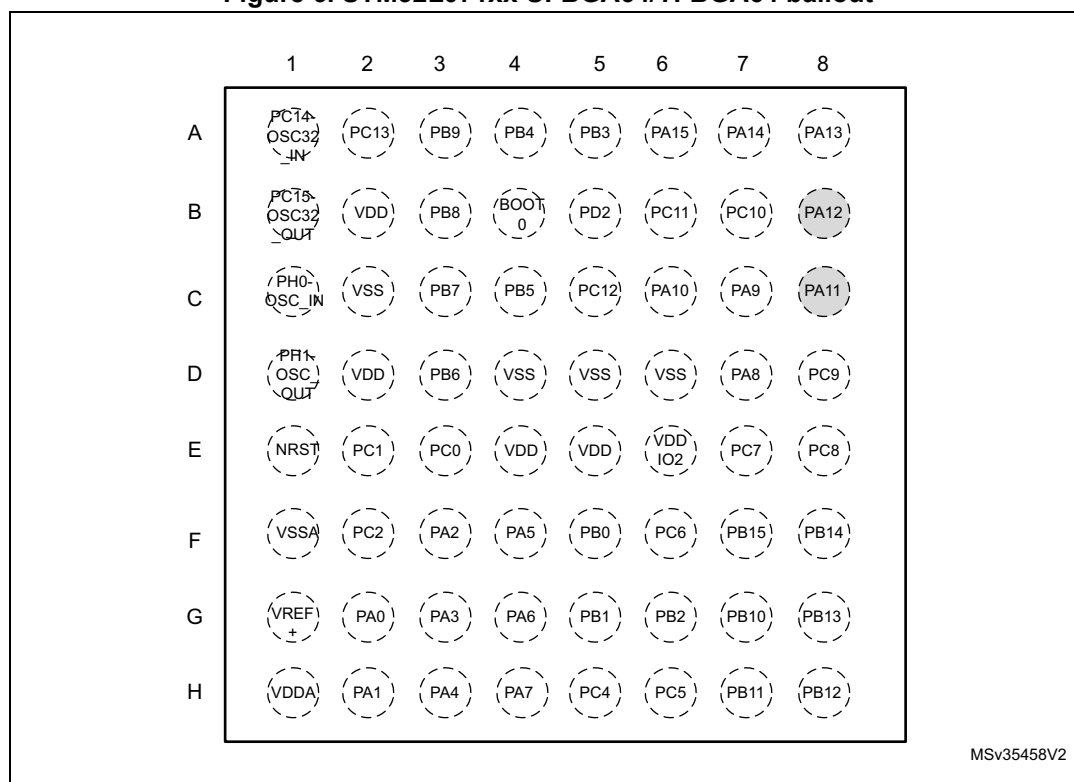 1 2 3 4 5 6 7 8
A PC14-OSC32_IN PC13 PB9 PB4 PB3 PA15 PA14 PA13
B PC15-OSC32_OUT VDD PB8 BOOT0 PD2 PC11 PC10 PA12
C PH0-OSC_IN VSS PB7 PB5 PC12 PA10 PA9 PA11
D PH1-OSC_OUT VDD PB6 VSS VSS VSS PA8 PC9
E NRST PC1 PC0 VDD VDD VDDIO2 PC7 PC8
F VSSA PC2 PA2 PA5 PB0 PC6 PB15 PB14
G VREF+ PA0 PA3 PA6 PB1 PB2 PB10 PB13
H VDDA PA1 PA4 PA7 PC4 PC5 PB11 PB12
MSv35458V2